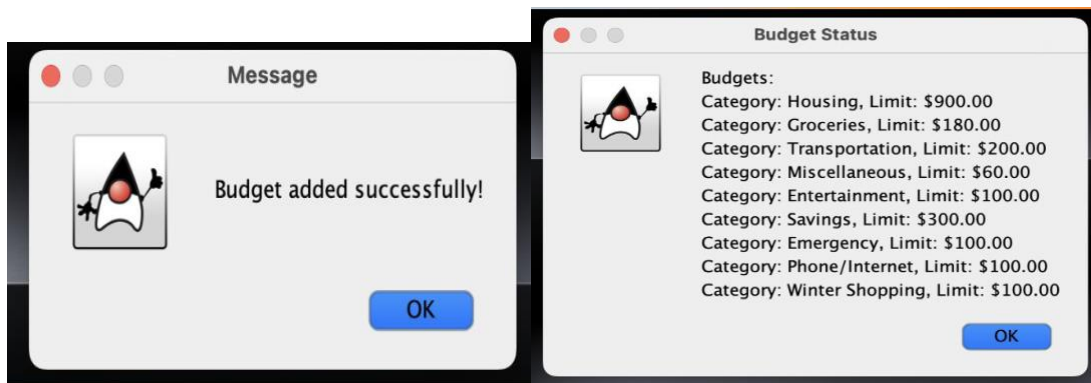 Message
Budget added successfully!
OK
Budget Status
Budgets:
Category: Housing, Limit: $900.00
Category: Groceries, Limit: $180.00
Category: Transportation, Limit: $200.00
Category: Miscellaneous, Limit: $60.00
Category: Entertainment, Limit: $100.00
Category: Savings, Limit: $300.00
Category: Emergency, Limit: $100.00
Category: Phone/Internet, Limit: $100.00
Category: Winter Shopping, Limit: $100.00
OK